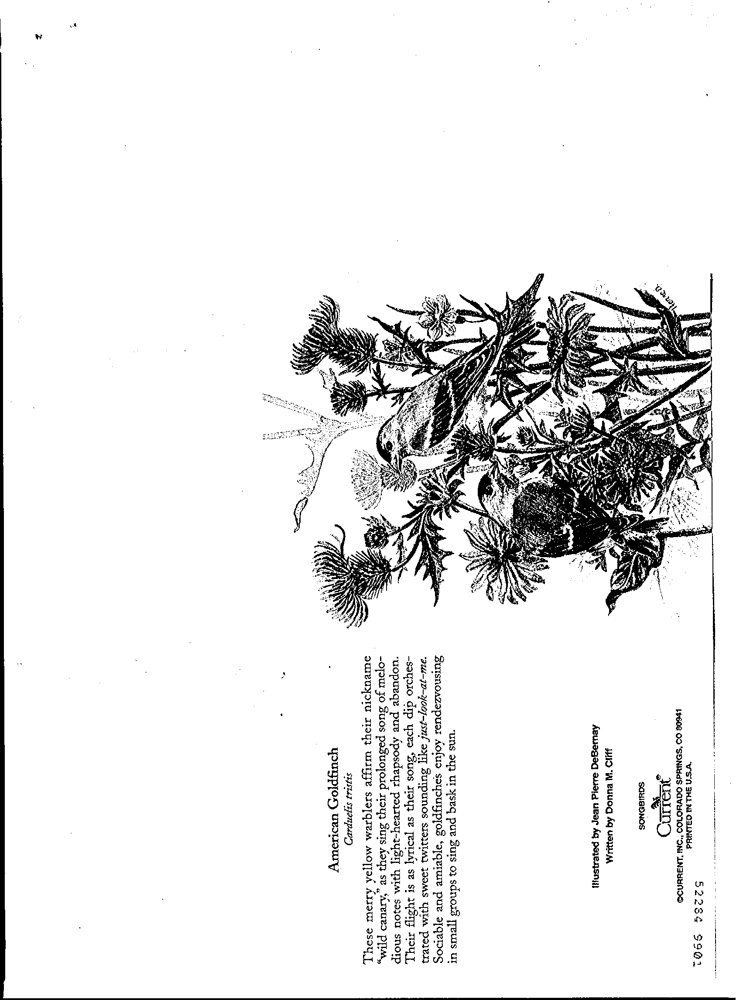 American Goldfinch
Carduelis tristis
These merry yellow warblers affirm their nickname
"wild canary," as they sing their prolonged song of melo-
dious notes with light-hearted rhapsody and abandon.
Their flight is as lyrical as their song, each dip orches-
trated with sweet twitters sounding like just–look–at–me.
Sociable and amiable, goldfinches enjoy rendezvousing
in small groups to sing and bask in the sun.
Illustrated by Jean Pierre DeBernay
Written by Donna M. Cliff
SONGBIRDS
Current®
©CURRENT, INC., COLORADO SPRINGS, CO 80941
PRINTED IN THE U.S.A.
52284 9901